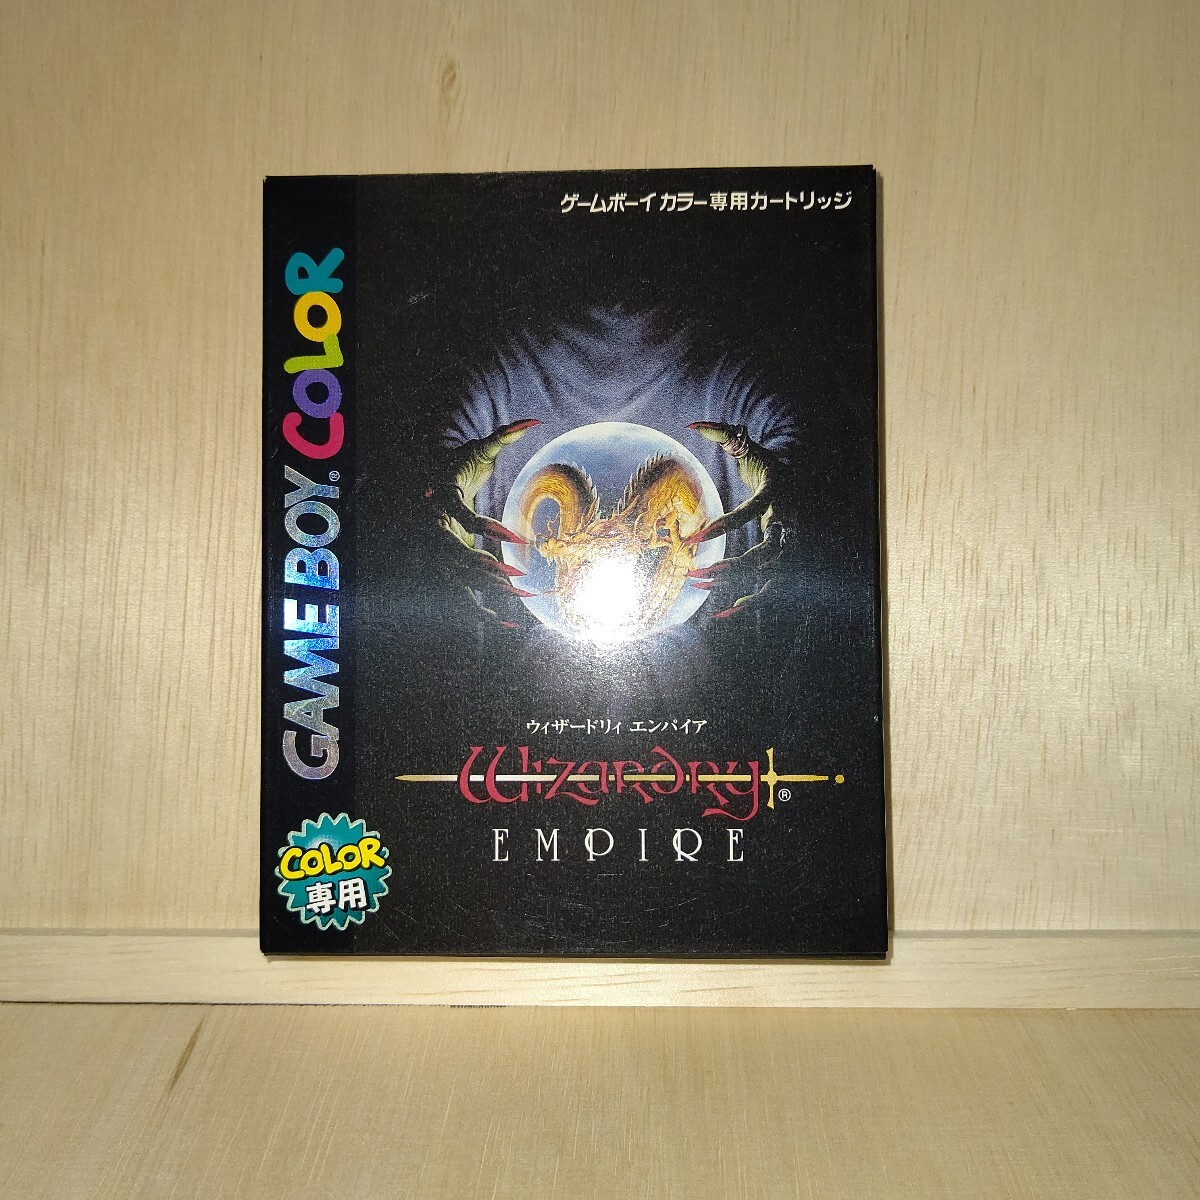 ゲームボーイカラー専用カートリッジ
GAME BOY® COLOR
ウィザードリィ エンパイア
Wizardry®
EMPIRE
COLOR
専用